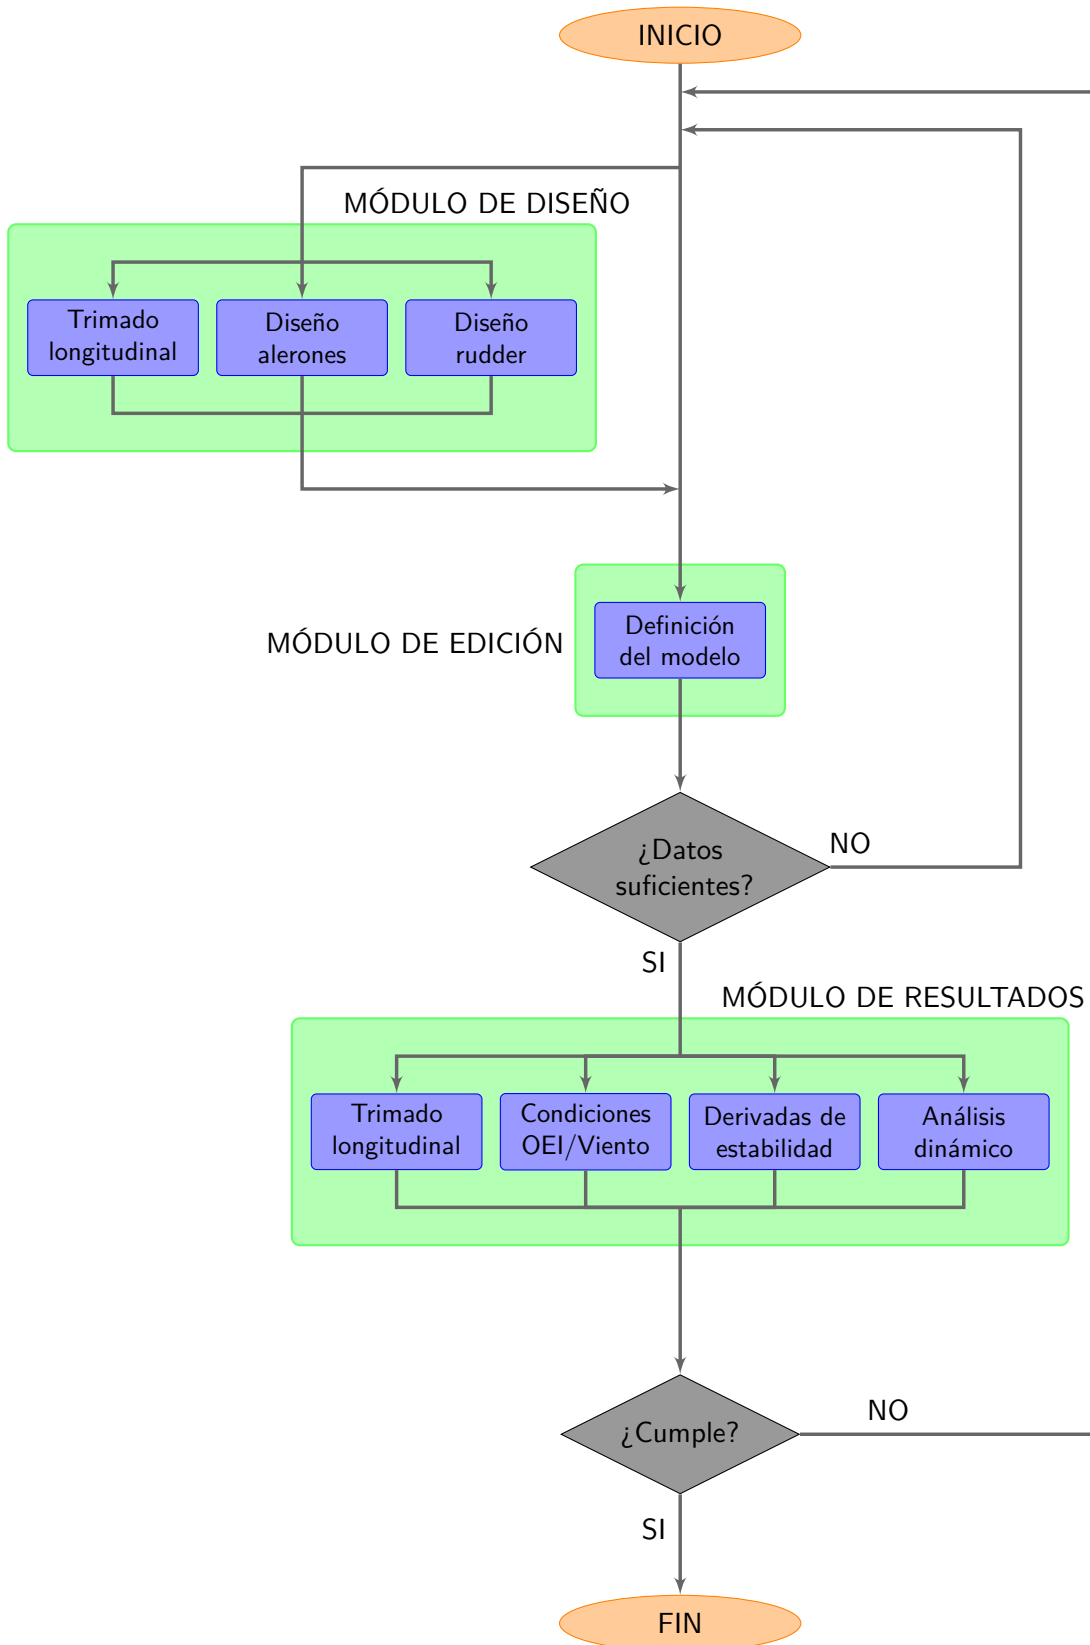 INICIO
MÓDULO DE DISEÑO
Trimado
longitudinal
Diseño
alerones
Diseño
rudder
MÓDULO DE EDICIÓN
Definición
del modelo
¿Datos
suficientes?
NO
SI
MÓDULO DE RESULTADOS
Trimado
longitudinal
Condiciones
OEI/Viento
Derivadas de
estabilidad
Análisis
dinámico
¿Cumple?
NO
SI
FIN